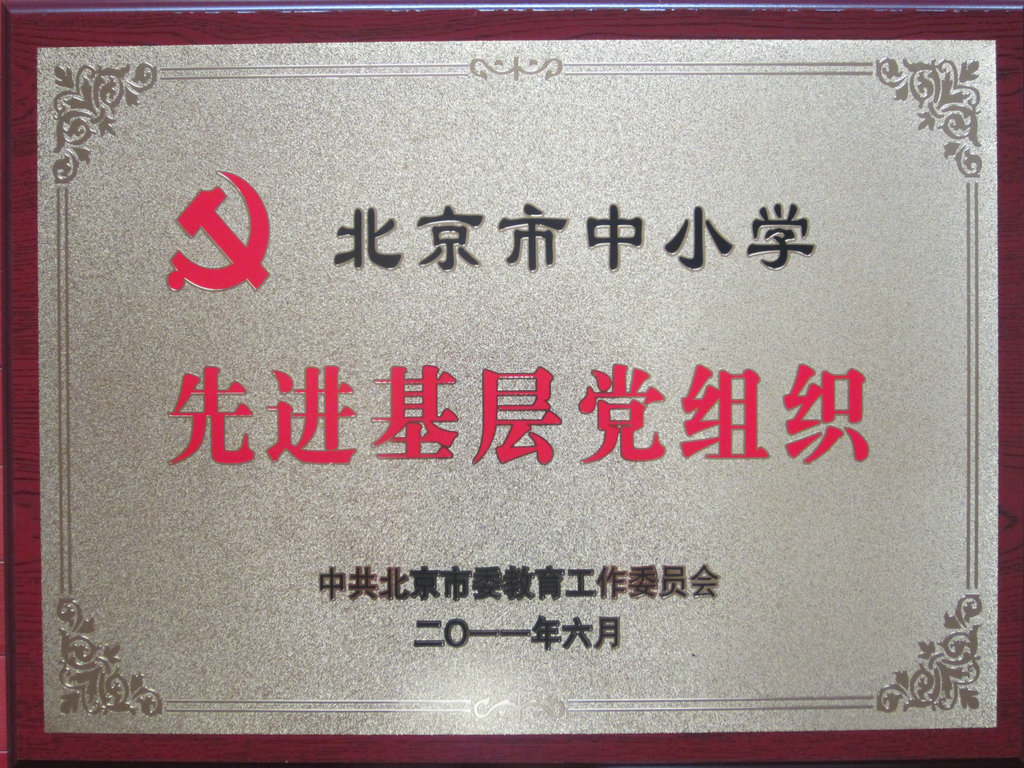 北京市中小学
先进基层党组织
中共北京市委教育工作委员会
二〇一一年六月